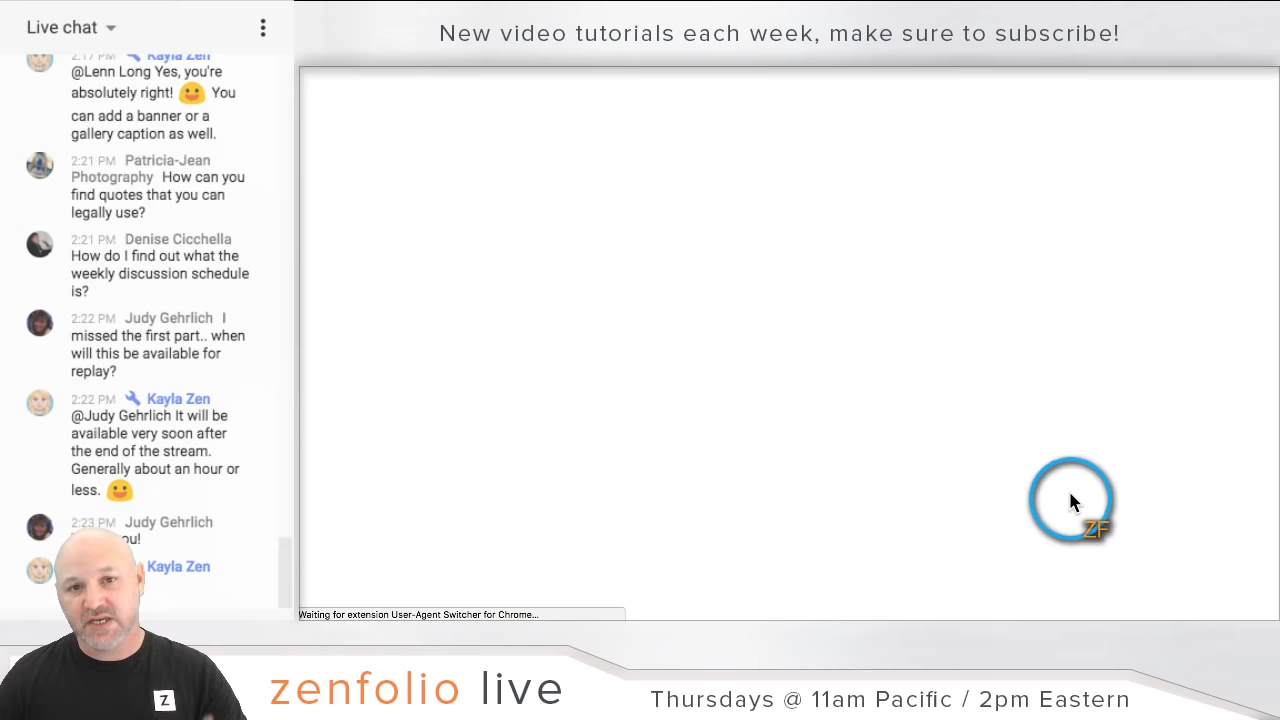 Live chat
2:17 PM Kayla Zen
@Lenn Long Yes, you're
absolutely right! You
can add a banner or a
gallery caption as well.
2:21 PM Patricia-Jean
Photography How can you
find quotes that you can
legally use?
2:21 PM Denise Cicchella
How do I find out what the
weekly discussion schedule
is?
2:22 PM Judy Gehrlich I
missed the first part.. when
will this be available for
replay?
2:22 PM Kayla Zen
@Judy Gehrlich It will be
available very soon after
the end of the stream.
Generally about an hour or
less.
2:23 PM Judy Gehrlich
ou!
Kayla Zen
New video tutorials each week, make sure to subscribe!
ZF
Waiting for extension User-Agent Switcher for Chrome...
Z
zenfolio live
Thursdays @ 11am Pacific / 2pm Eastern